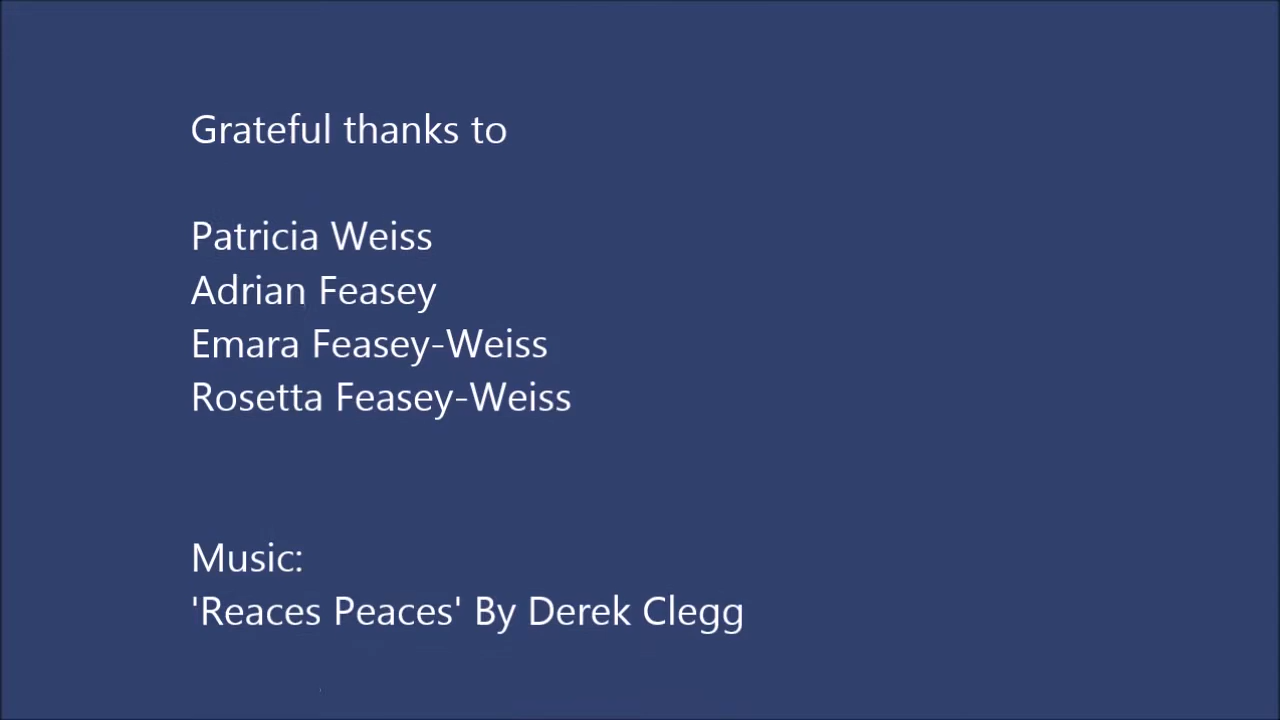 Grateful thanks to
Patricia Weiss
Adrian Feasey
Emara Feasey-Weiss
Rosetta Feasey-Weiss
Music:
'Reaces Peaces' By Derek Clegg